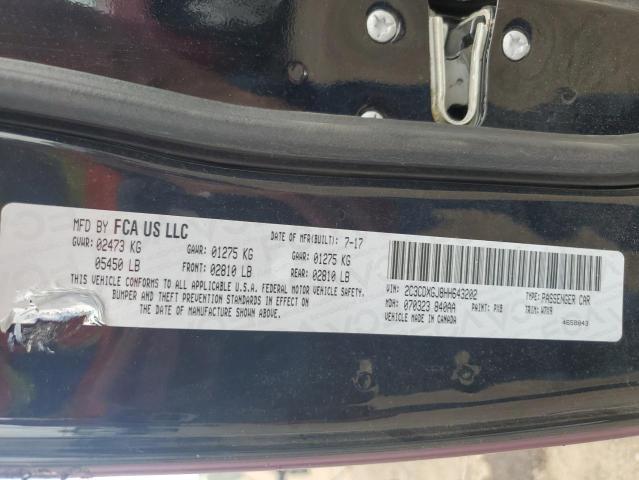 MFD BY FCA US LLC
DATE OF MFR(BUILT): 7-17
GVWR: 02473 KG
GAWR: 01275 KG
GAWR: 01275 KG
05450 LB
FRONT: 02810 LB
REAR: 02810 LB
THIS VEHICLE CONFORMS TO ALL APPLICABLE U.S.A. FEDERAL MOTOR VEHICLE SAFETY,
BUMPER AND THEFT PREVENTION STANDARDS IN EFFECT ON
THE DATE OF MANUFACTURE SHOWN ABOVE.
VIN: 2C3CDXGJ8HH643202
TYPE: PASSENGER CAR
MDH: 070323 840AA
PAINT: PX8
TRIM: W7X9
VEHICLE MADE IN CANADA
4658043